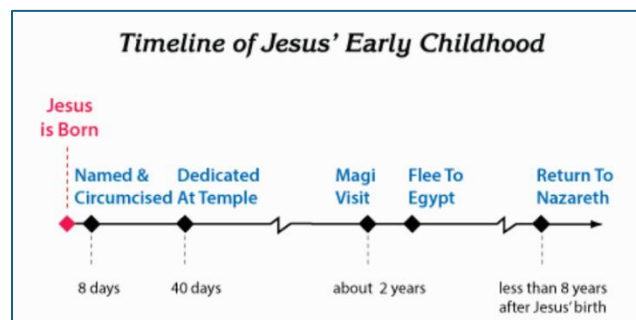 Timeline of Jesus' Early Childhood
Jesus
is Born
Named &
Circumcised
Dedicated
At Temple
Magi
Visit
Flee To
Egypt
Return To
Nazareth
8 days
40 days
about 2 years
less than 8 years
after Jesus' birth